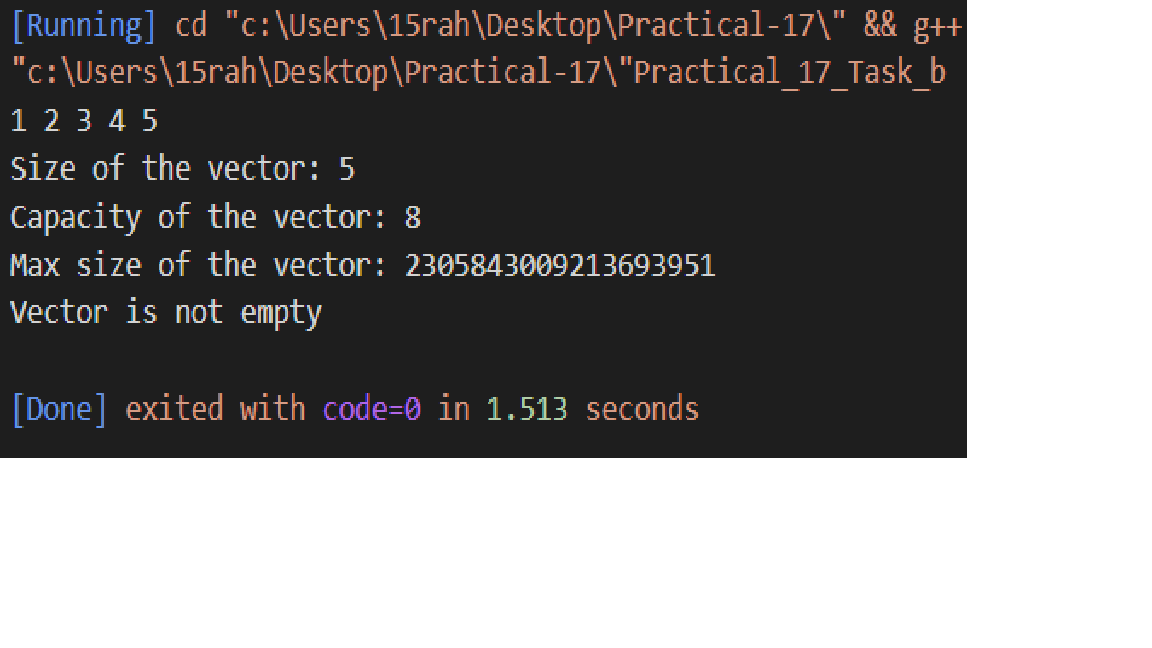 [Running] cd "c:\Users\15rah\Desktop\Practical-17\" && g++
"c:\Users\15rah\Desktop\Practical-17\"Practical_17_Task_b
1 2 3 4 5
Size of the vector: 5
Capacity of the vector: 8
Max size of the vector: 2305843009213693951
Vector is not empty
[Done] exited with code=0 in 1.513 seconds